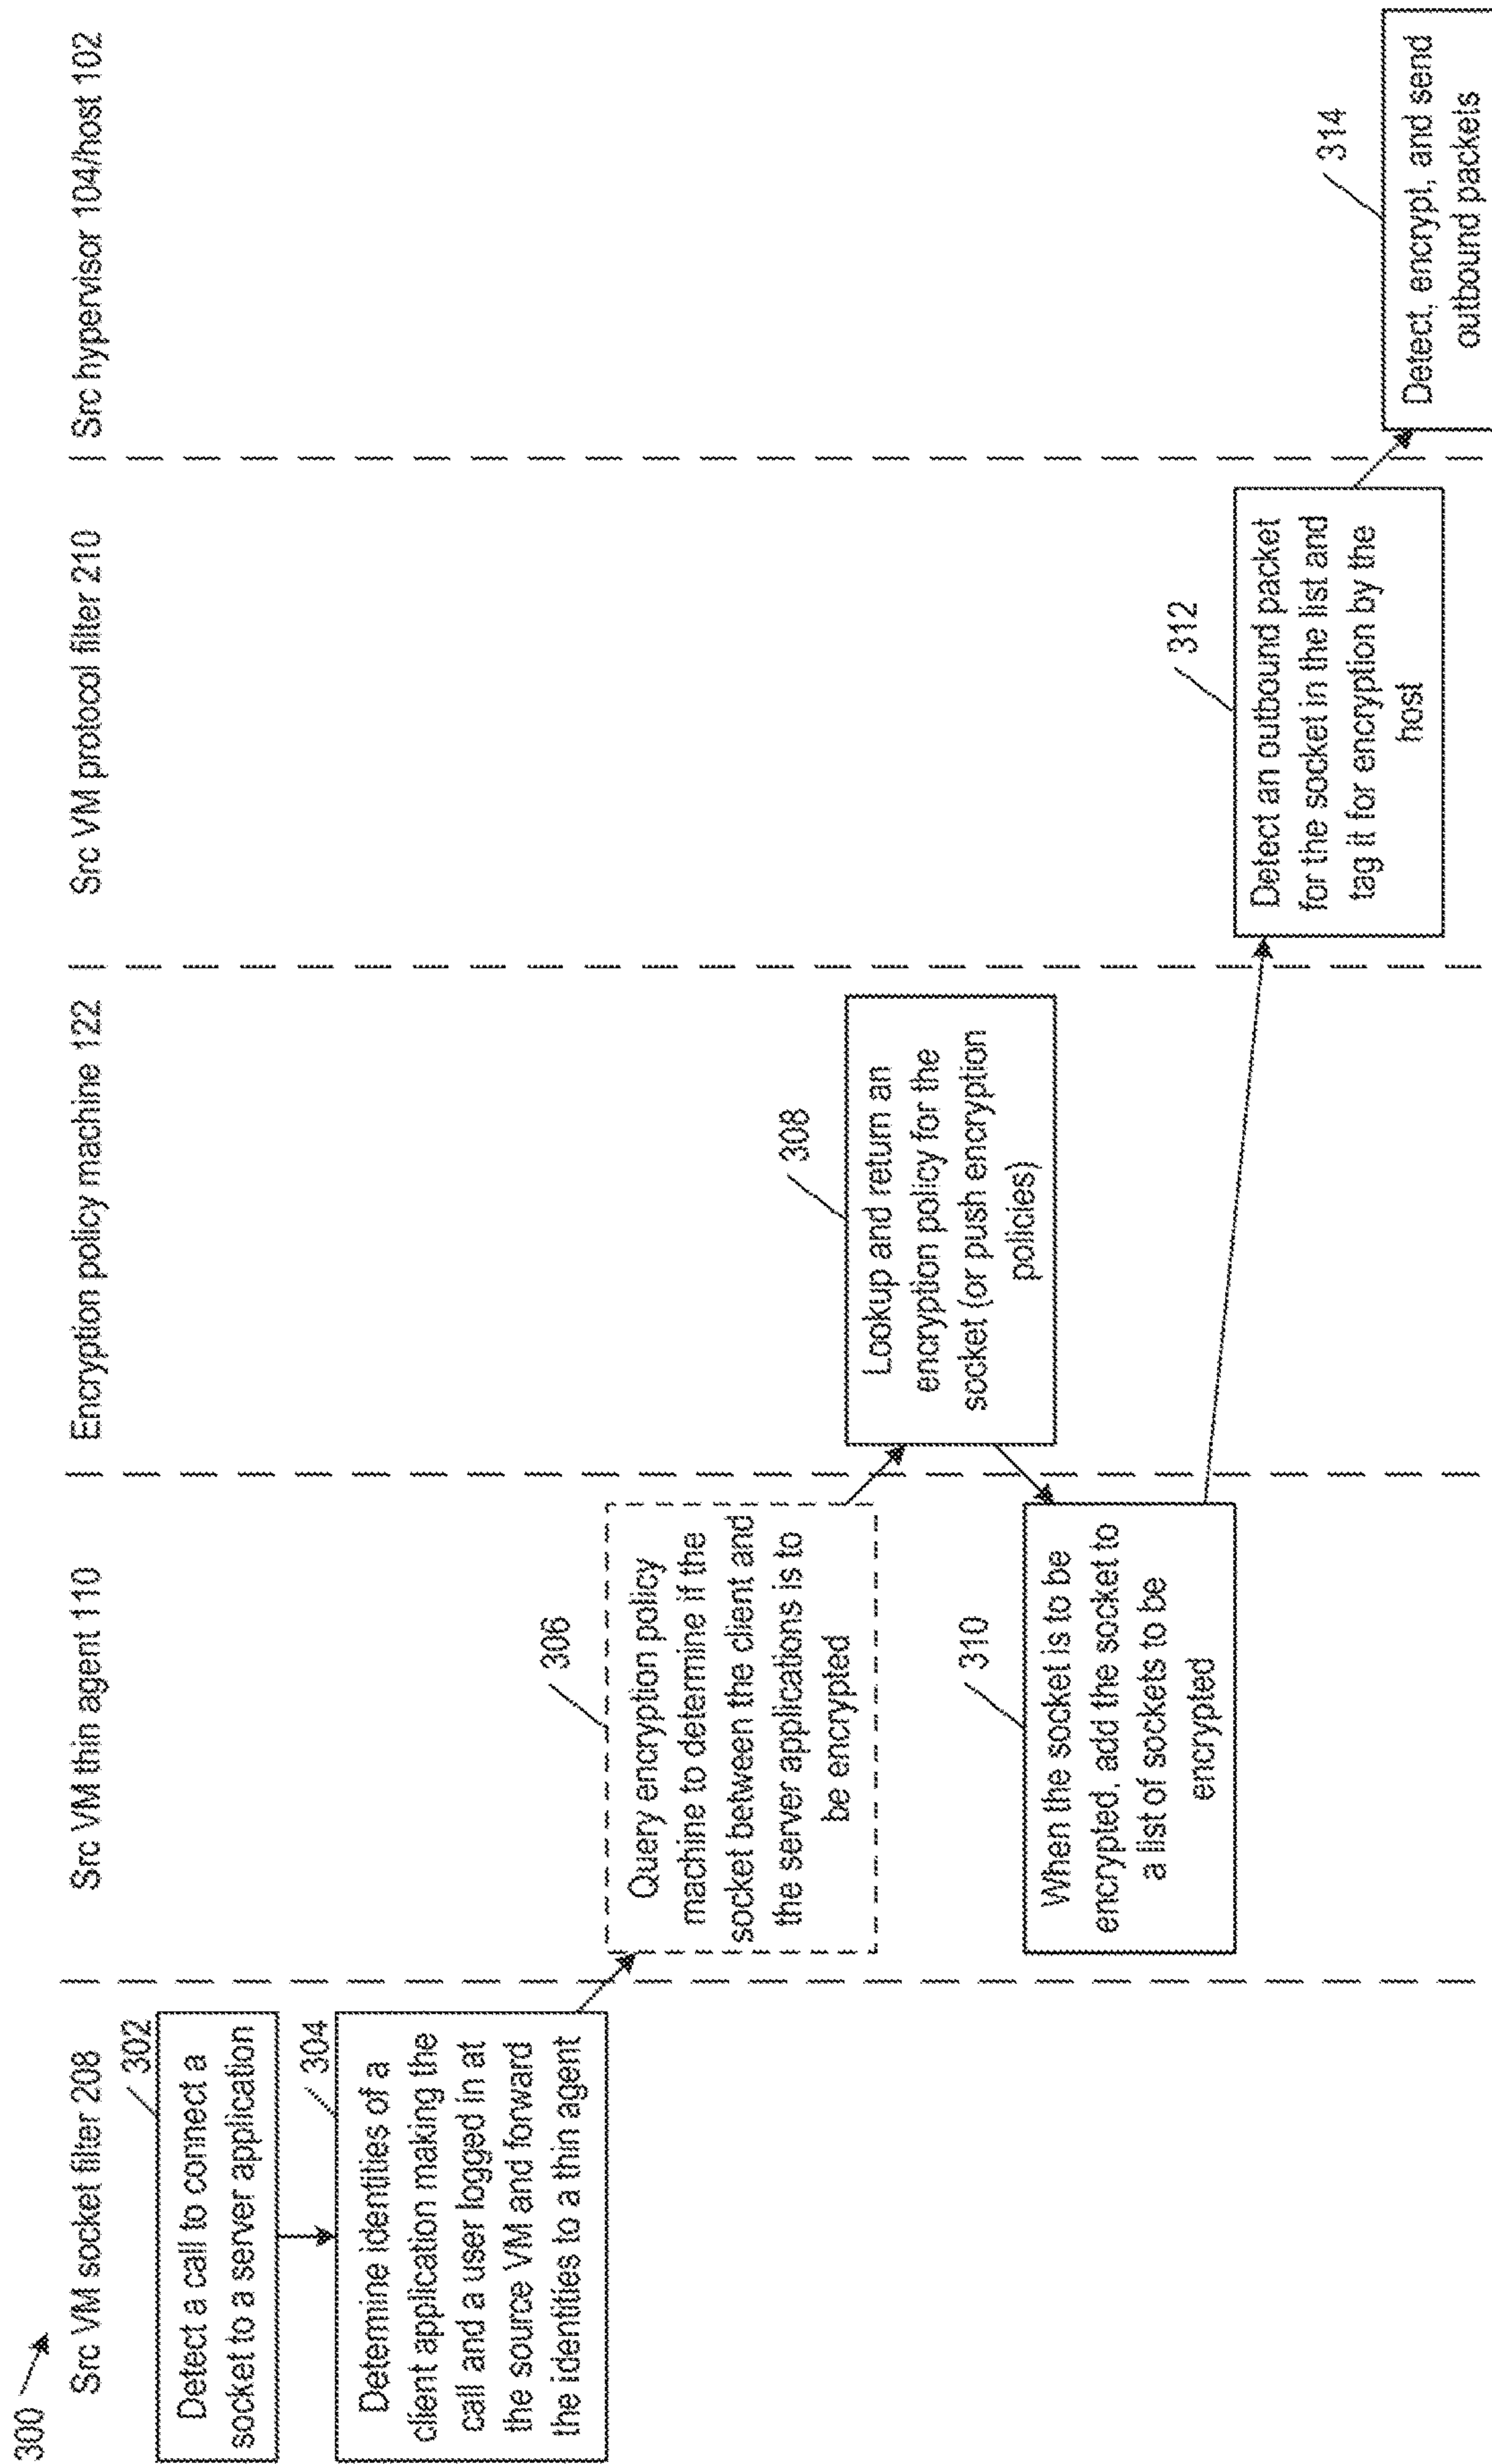 300
Src VM socket filter 208
Src VM thin agent 110
Encryption policy machine 122
Src VM protocol filter 210
Src hypervisor 104/host 102
302
Detect a call to connect a
socket to a server application
304
Determine identities of a
client application making the
call and a user logged in at
the source VM and forward
the identities to a thin agent
306
Query encryption policy
machine to determine if the
socket between the client and
the server applications is to
be encrypted
308
Lookup and return an
encryption policy for the
socket (or push encryption
policies)
310
When the socket is to be
encrypted, add the socket to
a list of sockets to be
encrypted
312
Detect an outbound packet
for the socket in the list and
tag it for encryption by the
host
314
Detect, encrypt, and send
outbound packets